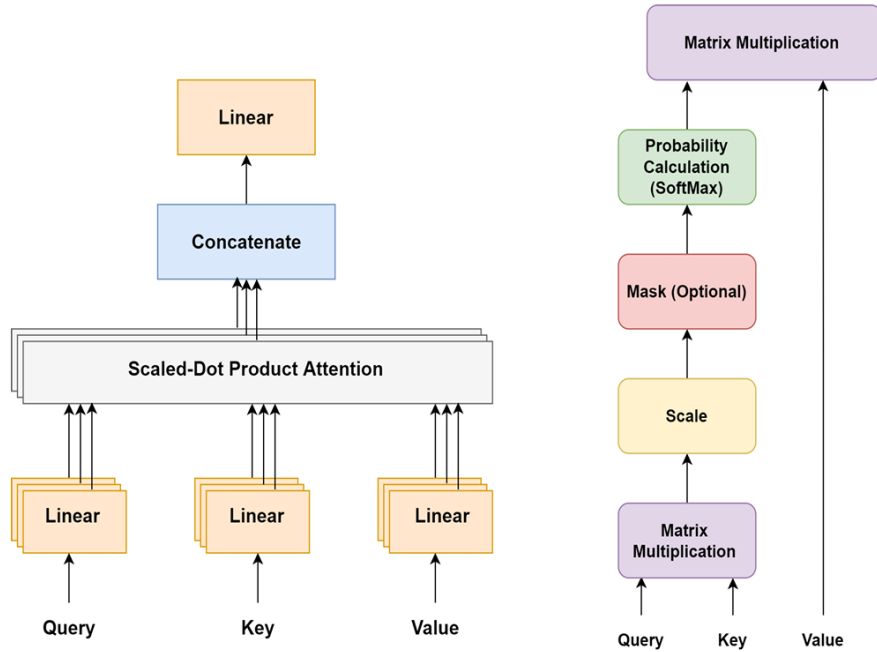 Linear
Concatenate
Scaled-Dot Product Attention
Linear
Linear
Linear
Query
Key
Value
Matrix Multiplication
Probability
Calculation
(SoftMax)
Mask (Optional)
Scale
Matrix
Multiplication
Query
Key
Value